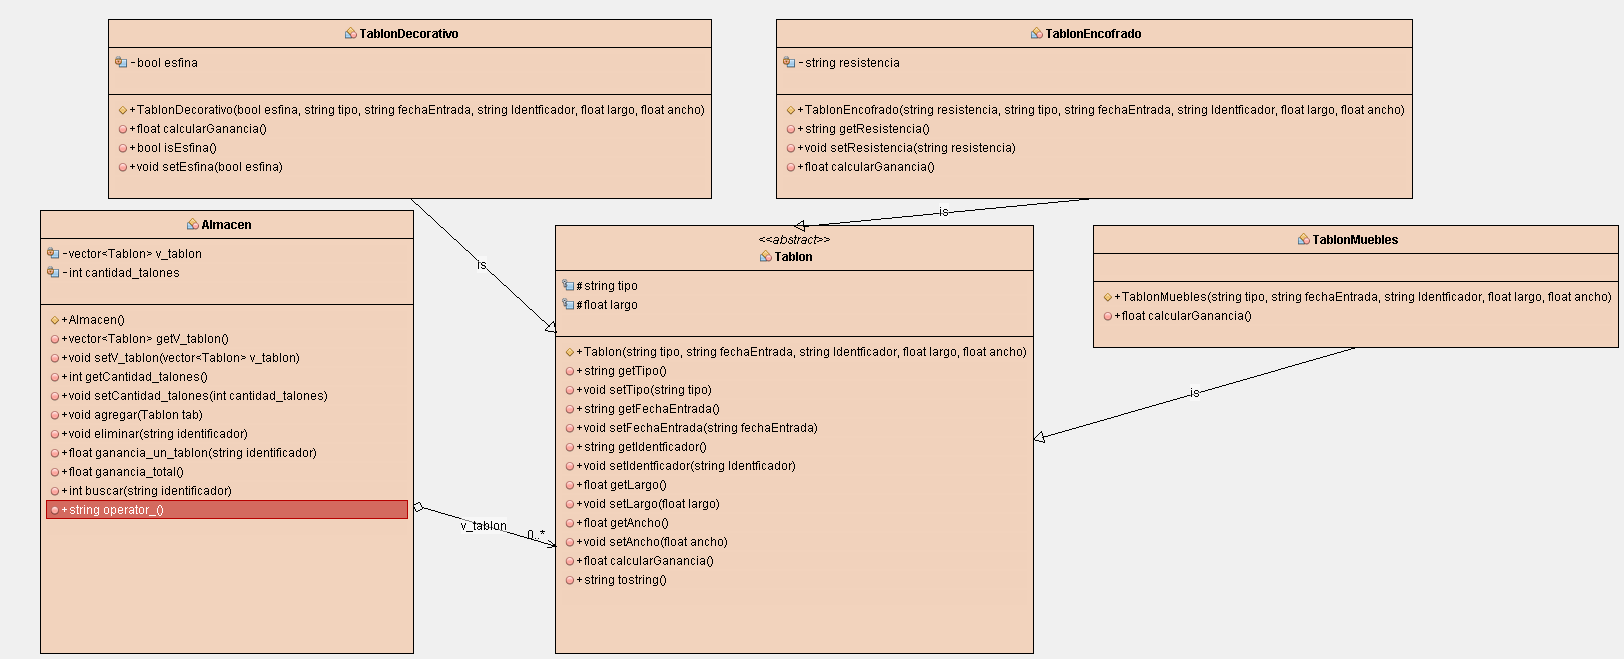 TablonDecorativo
-bool esfina
+TablonDecorativo(bool esfina, string tipo, string fechaEntrada, string Identficador, float largo, float ancho)
+float calcularGanancia()
+bool isEsfina()
+void setEsfina(bool esfina)
TablonEncofrado
-string resistencia
+TablonEncofrado(string resistencia, string tipo, string fechaEntrada, string Identficador, float largo, float ancho)
+string getResistencia()
+void setResistencia(string resistencia)
+float calcularGanancia()
Almacen
-vector<Tablon> v_tablon
-int cantidad_talones
+Almacen()
+vector<Tablon> getV_tablon()
+void setV_tablon(vector<Tablon> v_tablon)
+int getCantidad_talones()
+void setCantidad_talones(int cantidad_talones)
+void agregar(Tablon tab)
+void eliminar(string identificador)
+float ganancia_un_tablon(string identificador)
+float ganancia_total()
+int buscar(string identificador)
+string operator_()
is
is
<<abstract>>
Tablon
#string tipo
#float largo
+Tablon(string tipo, string fechaEntrada, string Identficador, float largo, float ancho)
+string getTipo()
+void setTipo(string tipo)
+string getFechaEntrada()
+void setFechaEntrada(string fechaEntrada)
+string getIdentficador()
+void setIdentficador(string Identficador)
+float getLargo()
+void setLargo(float largo)
+float getAncho()
+void setAncho(float ancho)
+float calcularGanancia()
+string tostring()
TablonMuebles
+TablonMuebles(string tipo, string fechaEntrada, string Identficador, float largo, float ancho)
+float calcularGanancia()
is
v_tablon
0..*